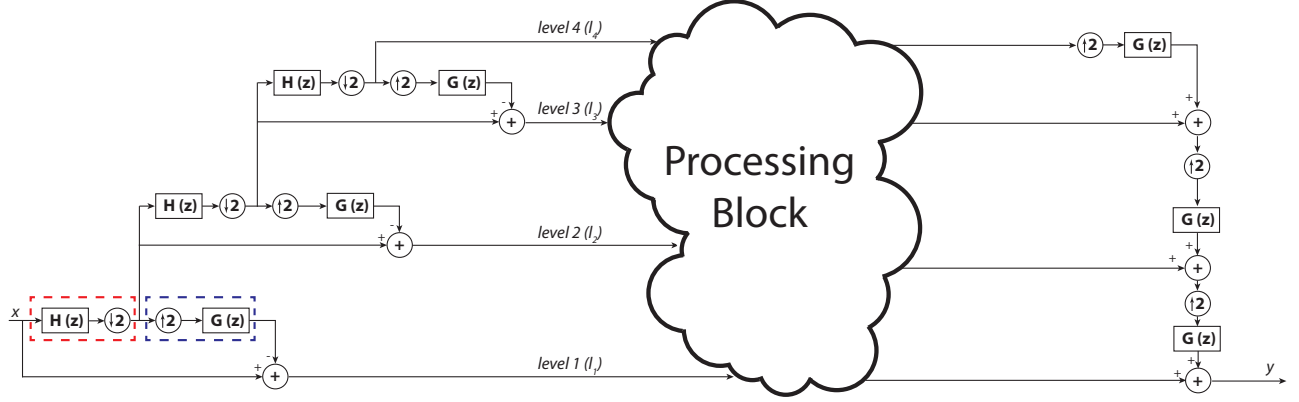 level 4 (l₄)
↑2 G (z)
H (z) ↓2 ↑2 G (z)
-
+
+
level 3 (l₃)
+
+
+
Processing
Block
↑2
H (z) ↓2 ↑2 G (z)
G (z)
-
+
+
level 2 (l₂)
+
+
+
x
H (z) ↓2 ↑2 G (z)
↑2
G (z)
-
+
+
level 1 (l₁)
+
+
+
y